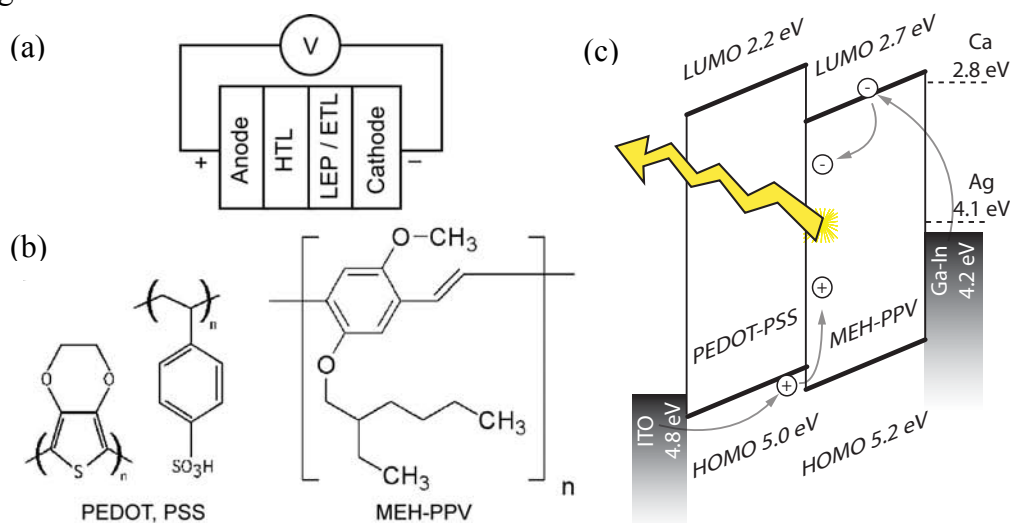 (a)
V
+
Anode
HTL
LEP / ETL
Cathode
−
(b)
O
O
S
n
n
SO₃H
PEDOT, PSS
O−CH₃
O
CH₃
CH₃
n
MEH-PPV
(c)
LUMO 2.2 eV
LUMO 2.7 eV
Ca
2.8 eV
-
-
Ag
4.1 eV
Ga-In
4.2 eV
+
PEDOT-PSS
MEH-PPV
+
ITO
4.8 eV
HOMO 5.0 eV
HOMO 5.2 eV